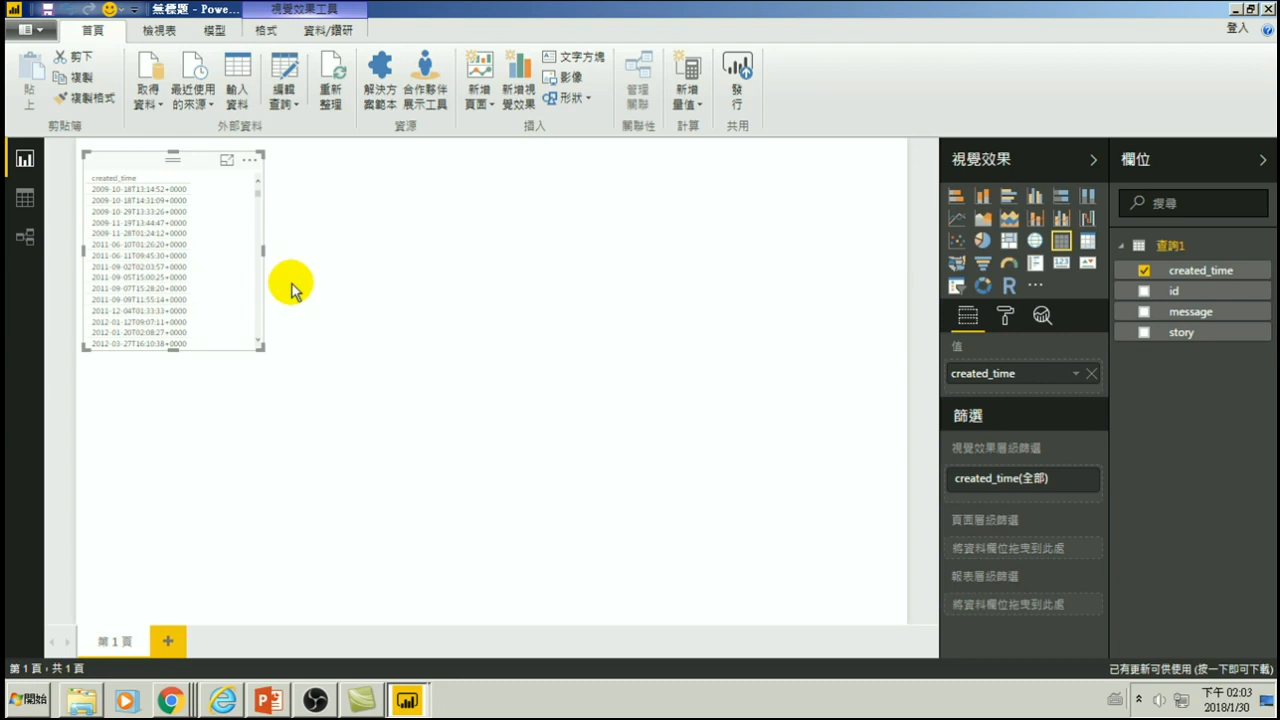 無標題 - Powe...
視覺效果工具
首頁
檢視表
模型
格式
資料/鑽研
登入
貼上
剪下
複製
複製格式
剪貼簿
取得資料
最近使用的來源
輸入資料
編輯查詢
重新整理
外部資料
解決方案範本
合作夥伴展示工具
資源
新增頁面
新增視覺效果
文字方塊
影像
形狀
插入
管理關聯
關聯性
新增量值
計算
發行
共用
created_time
2009-10-18T13:14:52+0000
2009-10-18T14:31:09+0000
2009-10-29T13:33:26+0000
2009-11-19T13:44:47+0000
2009-11-28T01:24:12+0000
2011-06-10T01:26:20+0000
2011-06-11T09:45:30+0000
2011-09-02T02:03:57+0000
2011-09-05T15:00:25+0000
2011-09-07T15:28:20+0000
2011-09-09T11:55:14+0000
2011-12-04T01:33:33+0000
2012-01-12T09:07:11+0000
2012-01-20T02:08:27+0000
2012-03-27T16:10:38+0000
視覺效果
R
123
值
created_time
篩選
視覺效果層級篩選
created_time(全部)
頁面層級篩選
將資料欄位拖曳到此處
報表層級篩選
將資料欄位拖曳到此處
欄位
搜尋
查詢1
created_time
id
message
story
第 1 頁
第 1 頁，共 1 頁
已有更新可供使用 (按一下即可下載)
開始
下午 02:03
2018/1/30